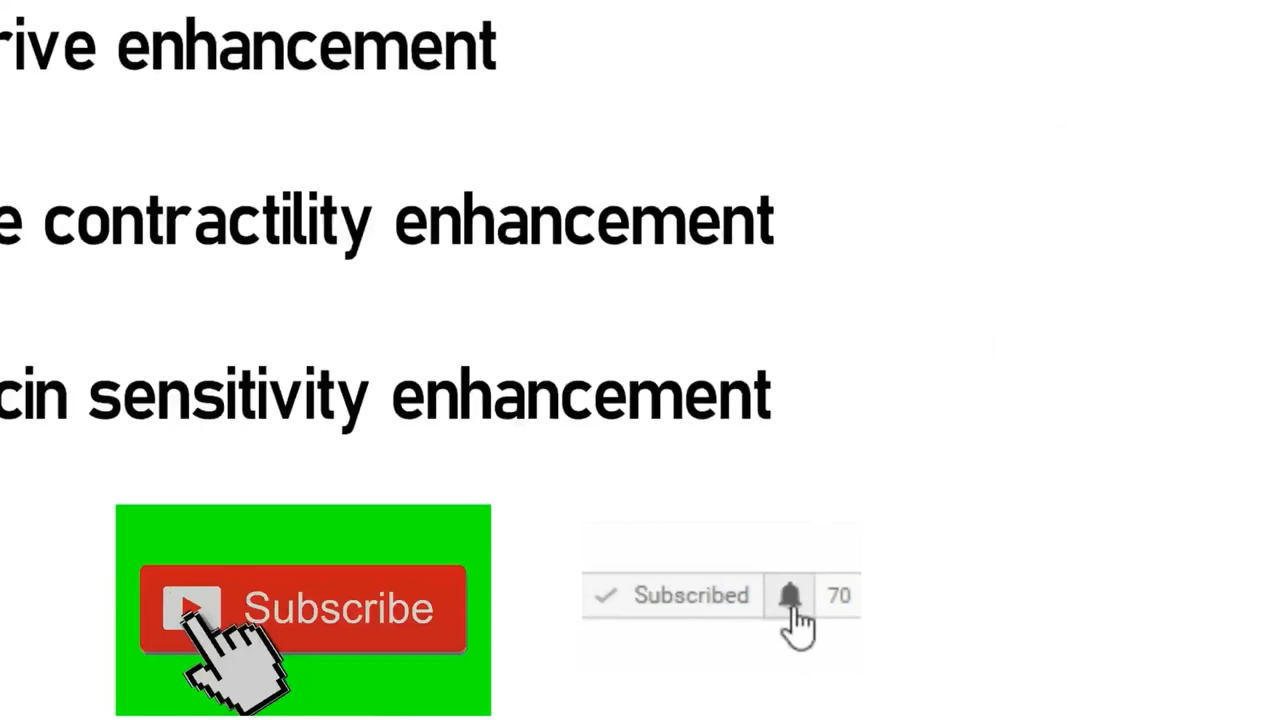 rive enhancement
e contractility enhancement
cin sensitivity enhancement
Subscribe
Subscribed 70